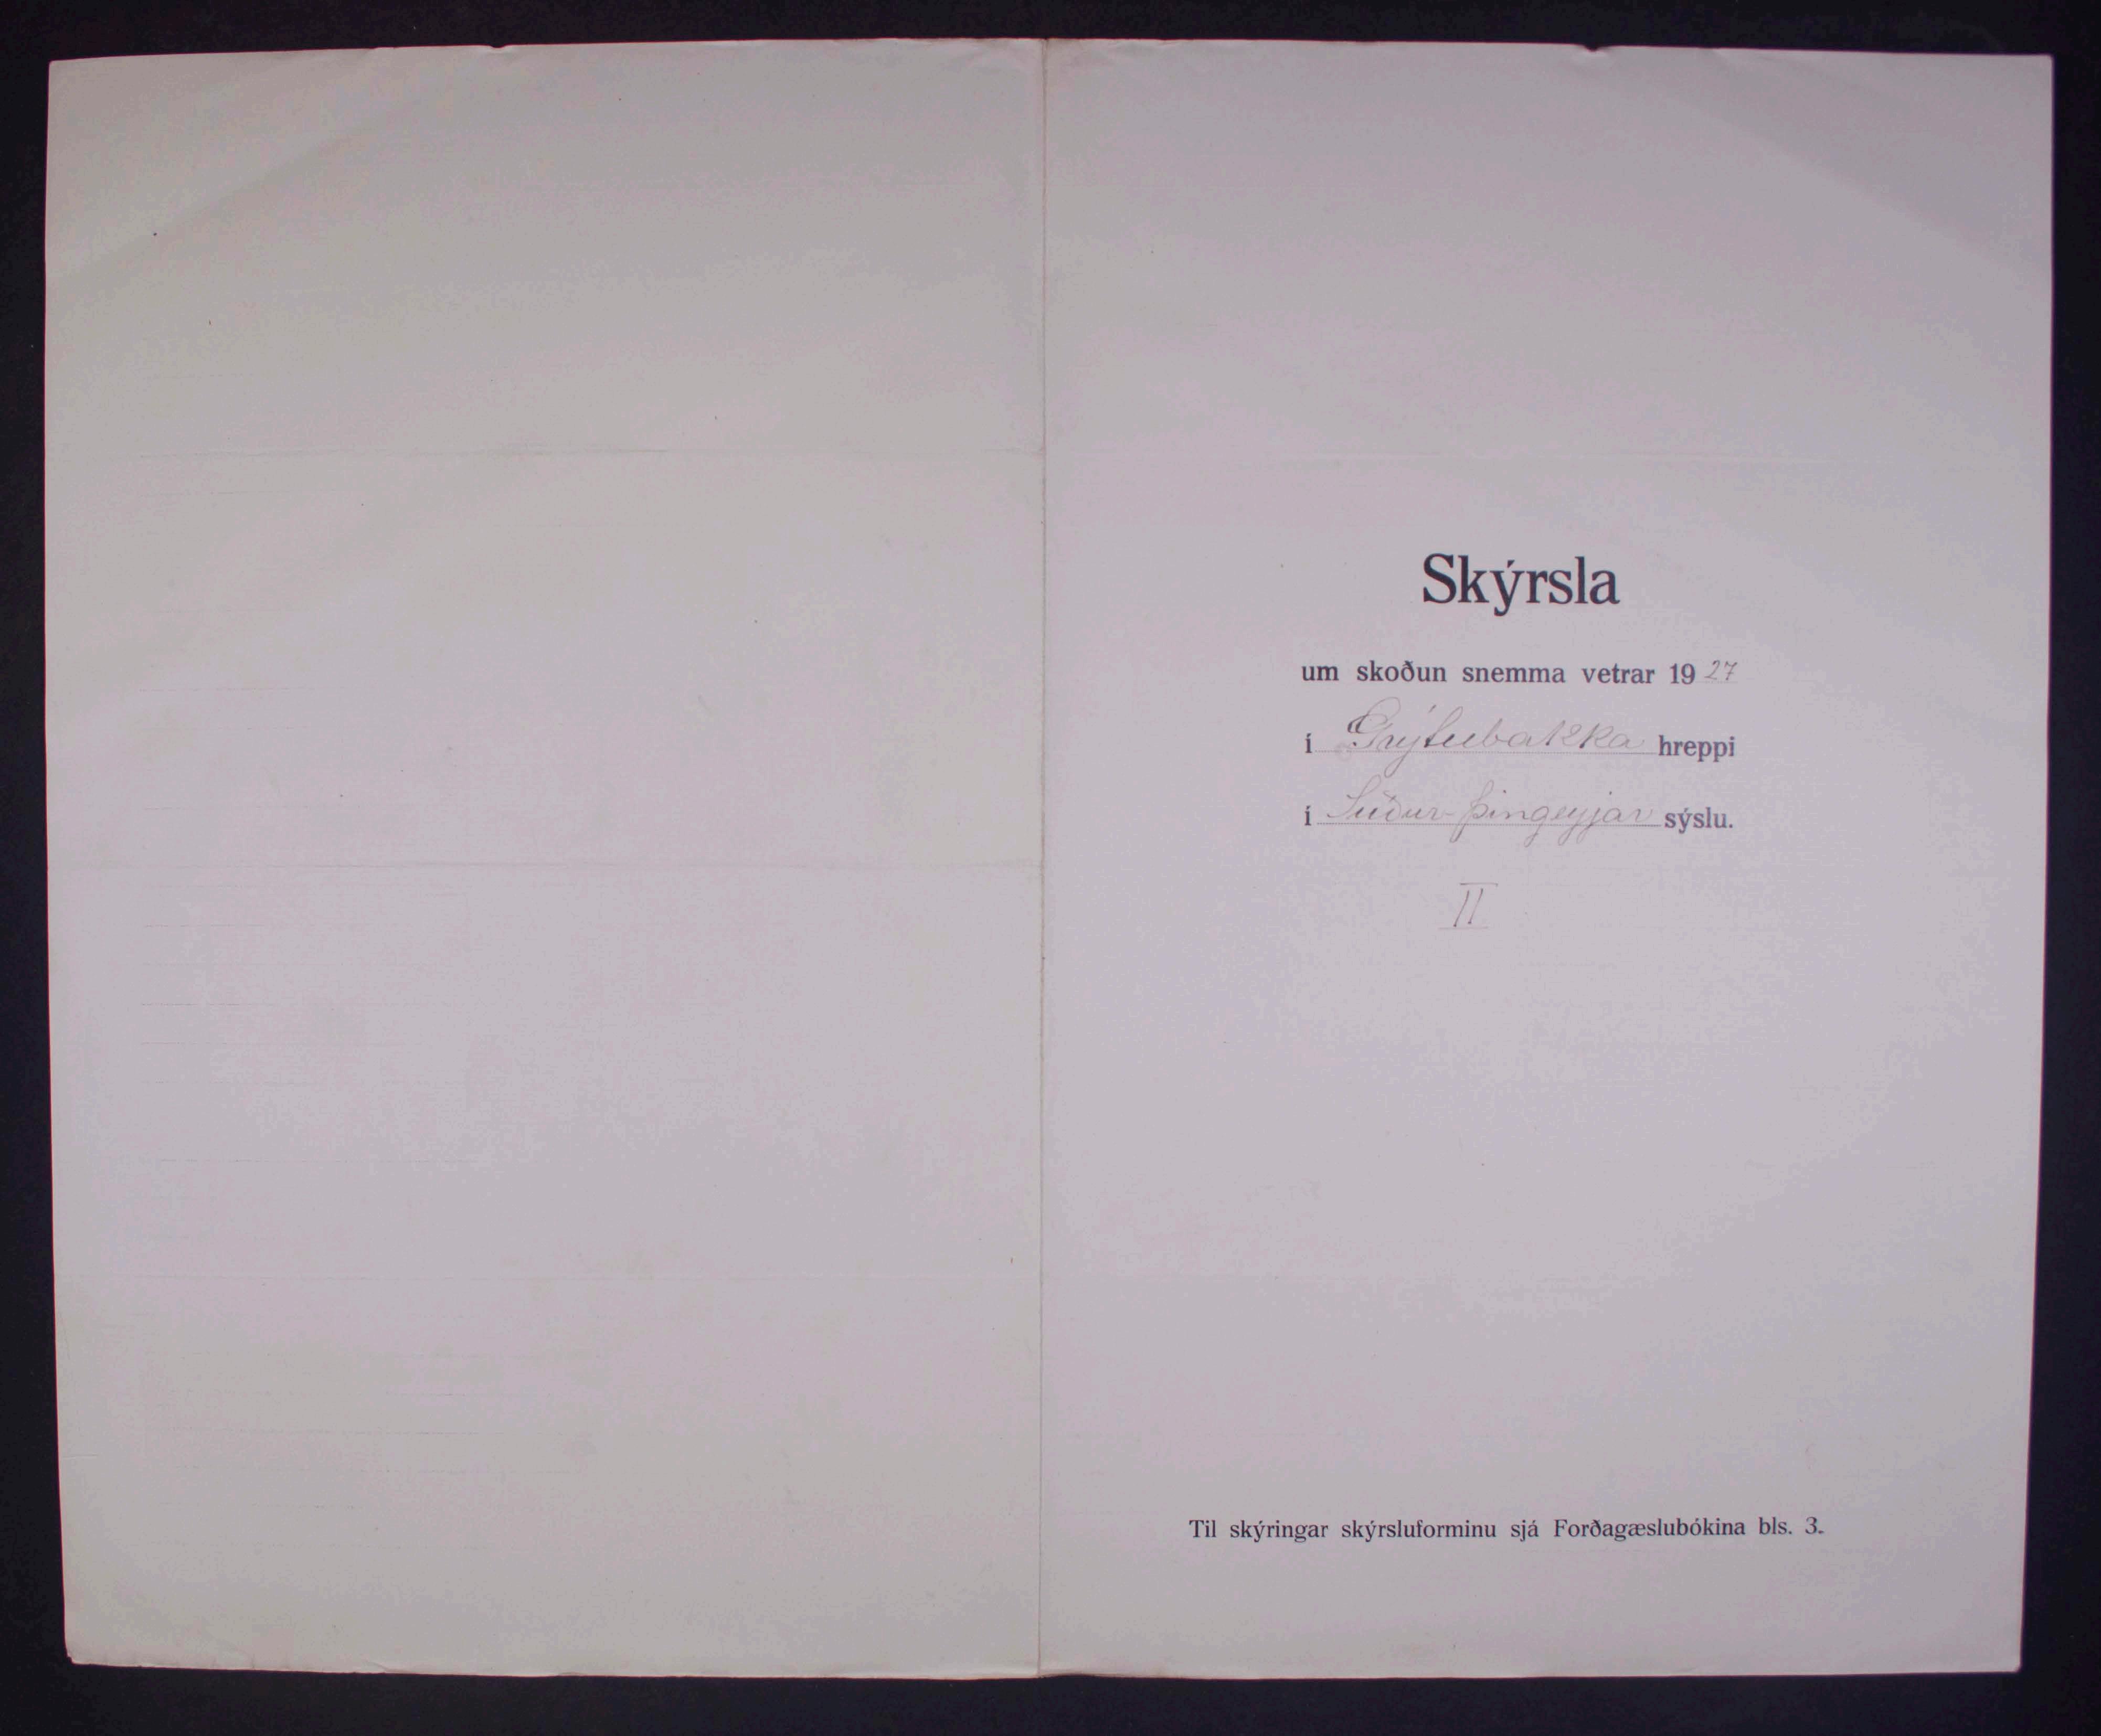 Skýrsla
um skoðun snemma vetrar 1927
í Grýtubakka hreppi
í Suður-Þingeyjar sýslu.
II
Til skýringar skýrsluforminu sjá Forðagæslubókina bls. 3.